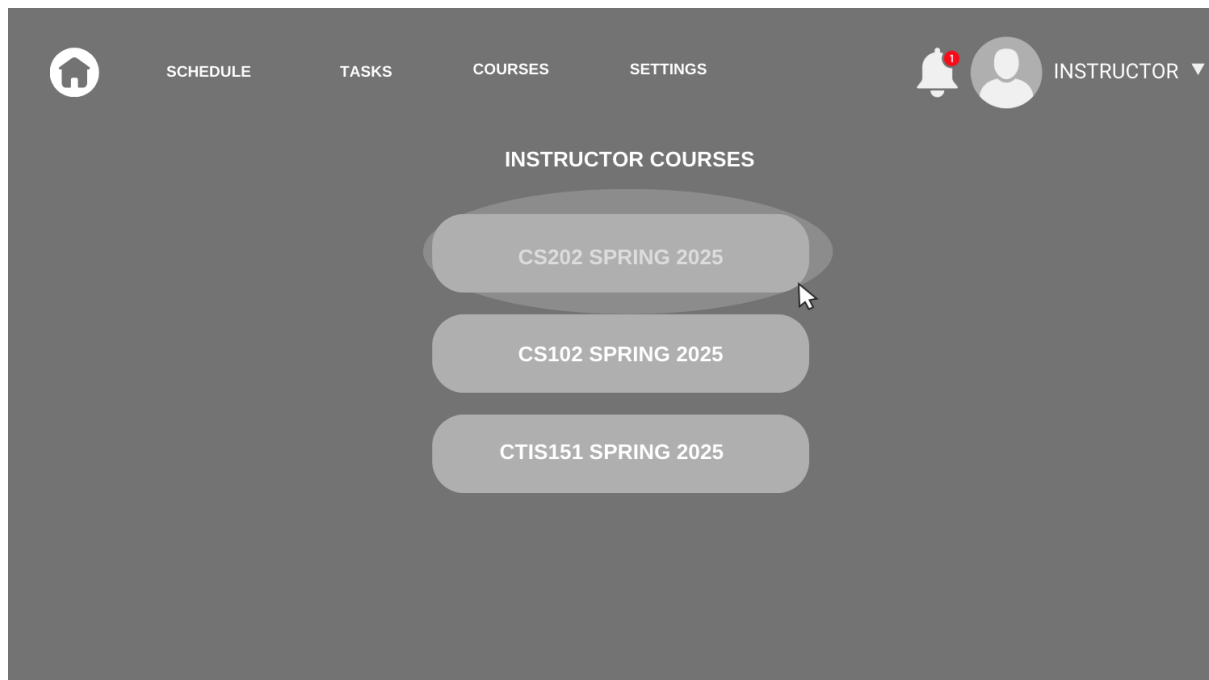 SCHEDULE TASKS COURSES SETTINGS 1 INSTRUCTOR
INSTRUCTOR COURSES
CS202 SPRING 2025
CS102 SPRING 2025
CTIS151 SPRING 2025